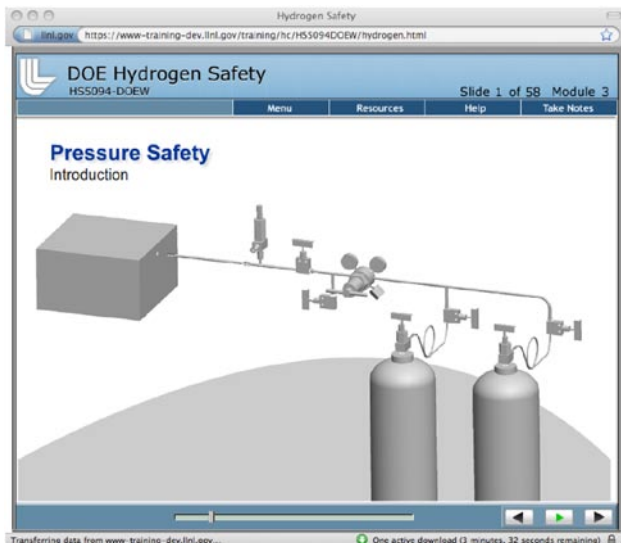 Hydrogen Safety
llnl.gov https://www-training-dev.llnl.gov/training/hc/HS5094DOEW/hydrogen.html
DOE Hydrogen Safety
HS5094-DOEW
Slide 1 of 58 Module 3
Menu Resources Help Take Notes
Pressure Safety
Introduction
Transferring data from www-training-dev.llnl.gov...
One active download (3 minutes, 32 seconds remaining)